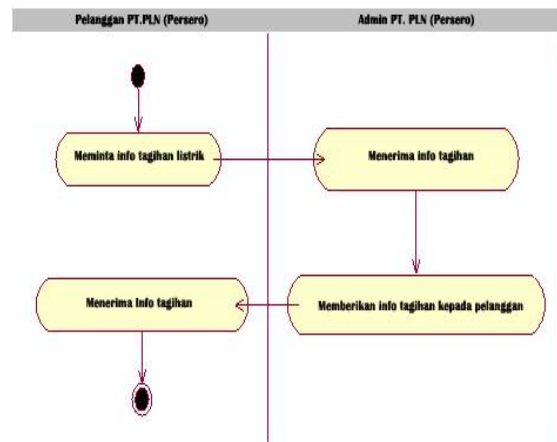 Pelanggan PT.PLN (Persero)
Admin PT. PLN (Persero)
Meminta info tagihan listrik
Menerima info tagihan
Menerima Info tagihan
Memberikan info tagihan kepada pelanggan